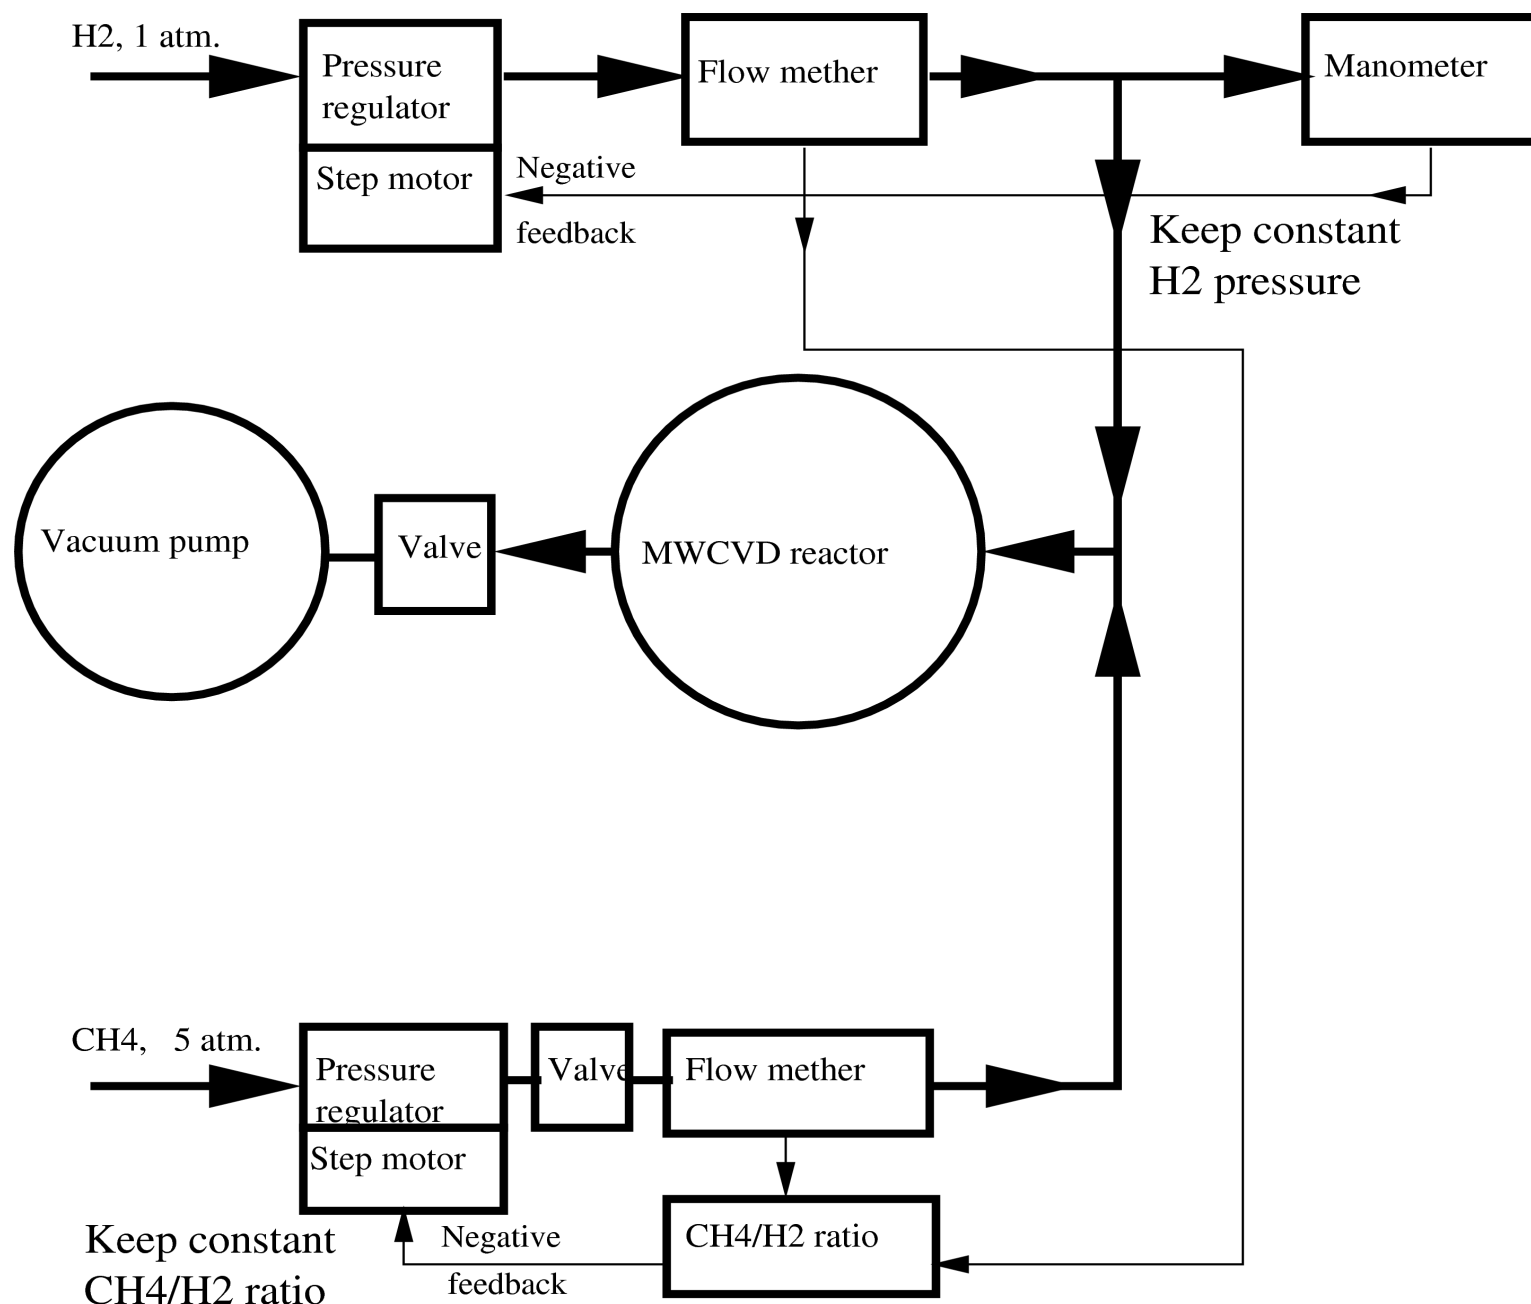 H2, 1 atm.
Pressure
regulator
Step motor
Flow mether
Manometer
Negative
feedback
Keep constant
H2 pressure
Vacuum pump
Valve
MWCVD reactor
CH4,   5 atm.
Pressure
regulator
Step motor
Valve
Flow mether
CH4/H2 ratio
Negative
feedback
Keep constant
CH4/H2 ratio